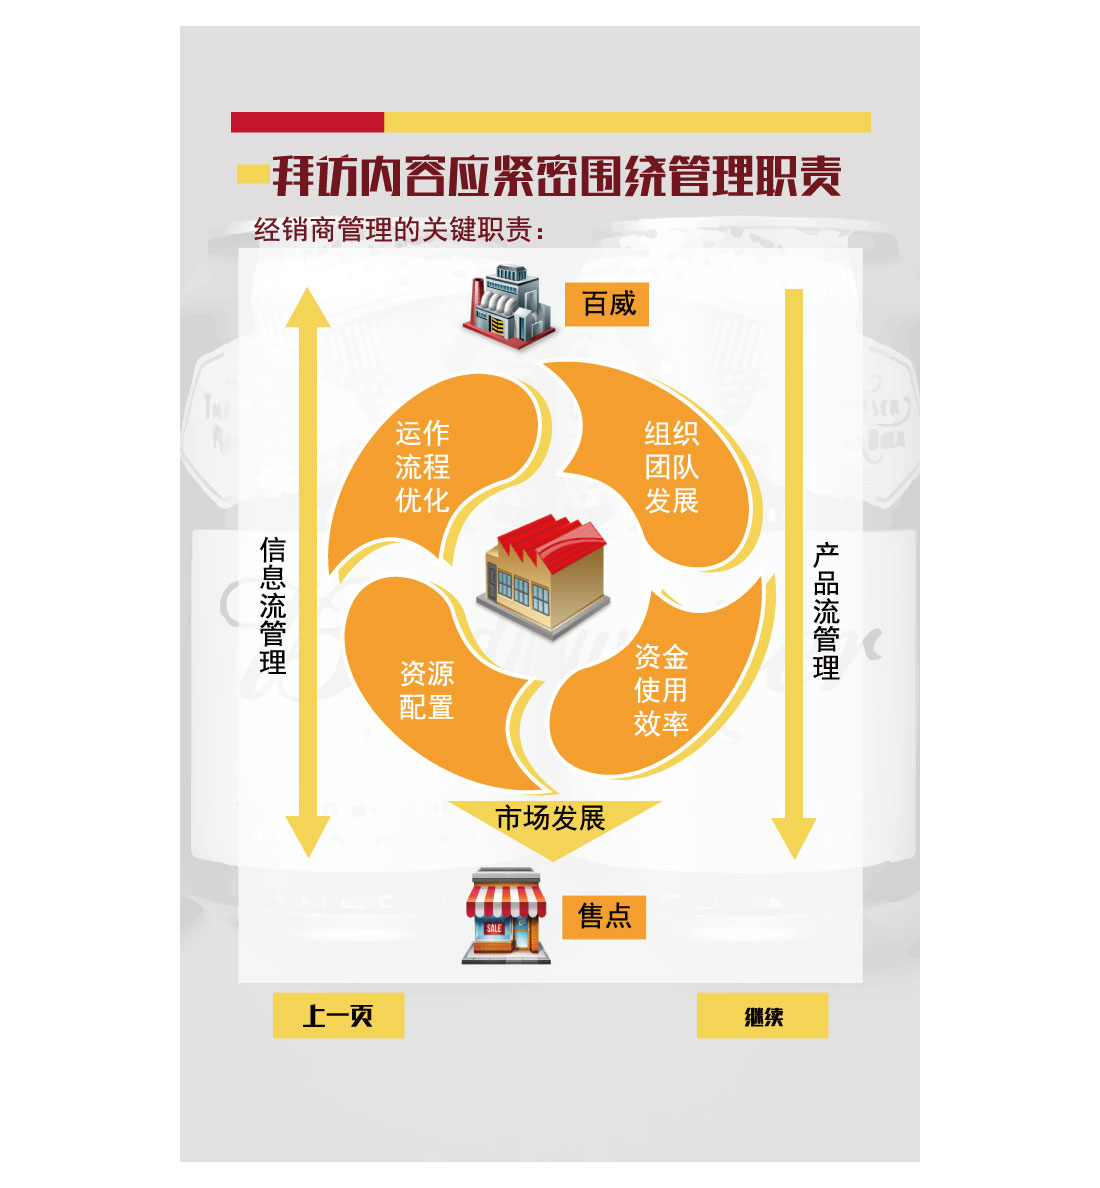 拜访内容应紧密围绕管理职责
经销商管理的关键职责：
百威
运作
流程
优化
组织
团队
发展
信息流管理
产品流管理
资源
配置
资金
使用
效率
市场发展
售点
SALE
上一页
继续